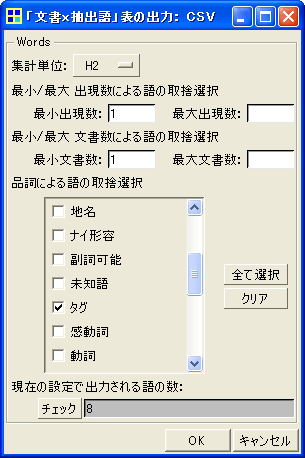 「文書×抽出語」表の出力: CSV
Words
集計単位: H2
最小/最大 出現数による語の取捨選択
最小出現数: 1 最大出現数:
最小/最大 文書数による語の取捨選択
最小文書数: 1 最大文書数:
品詞による語の取捨選択
地名
ナイ形容
副詞可能
未知語
タグ
感動詞
動詞
全て選択
クリア
現在の設定で出力される語の数:
チェック 8
OK キャンセル